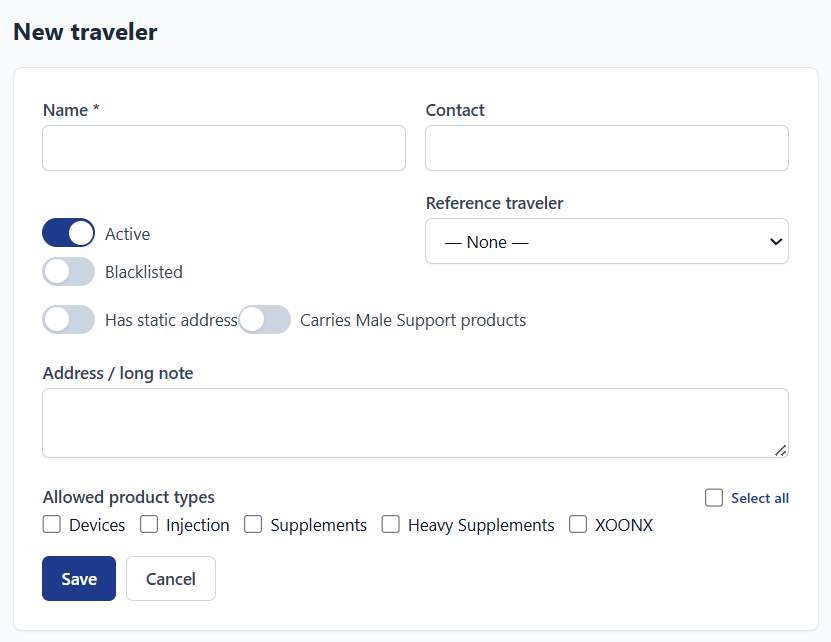 New traveler
Name *
Contact
Reference traveler
Active
— None —
Blacklisted
Has static address Carries Male Support products
Address / long note
Allowed product types
Select all
Devices Injection Supplements Heavy Supplements XOONX
Save Cancel